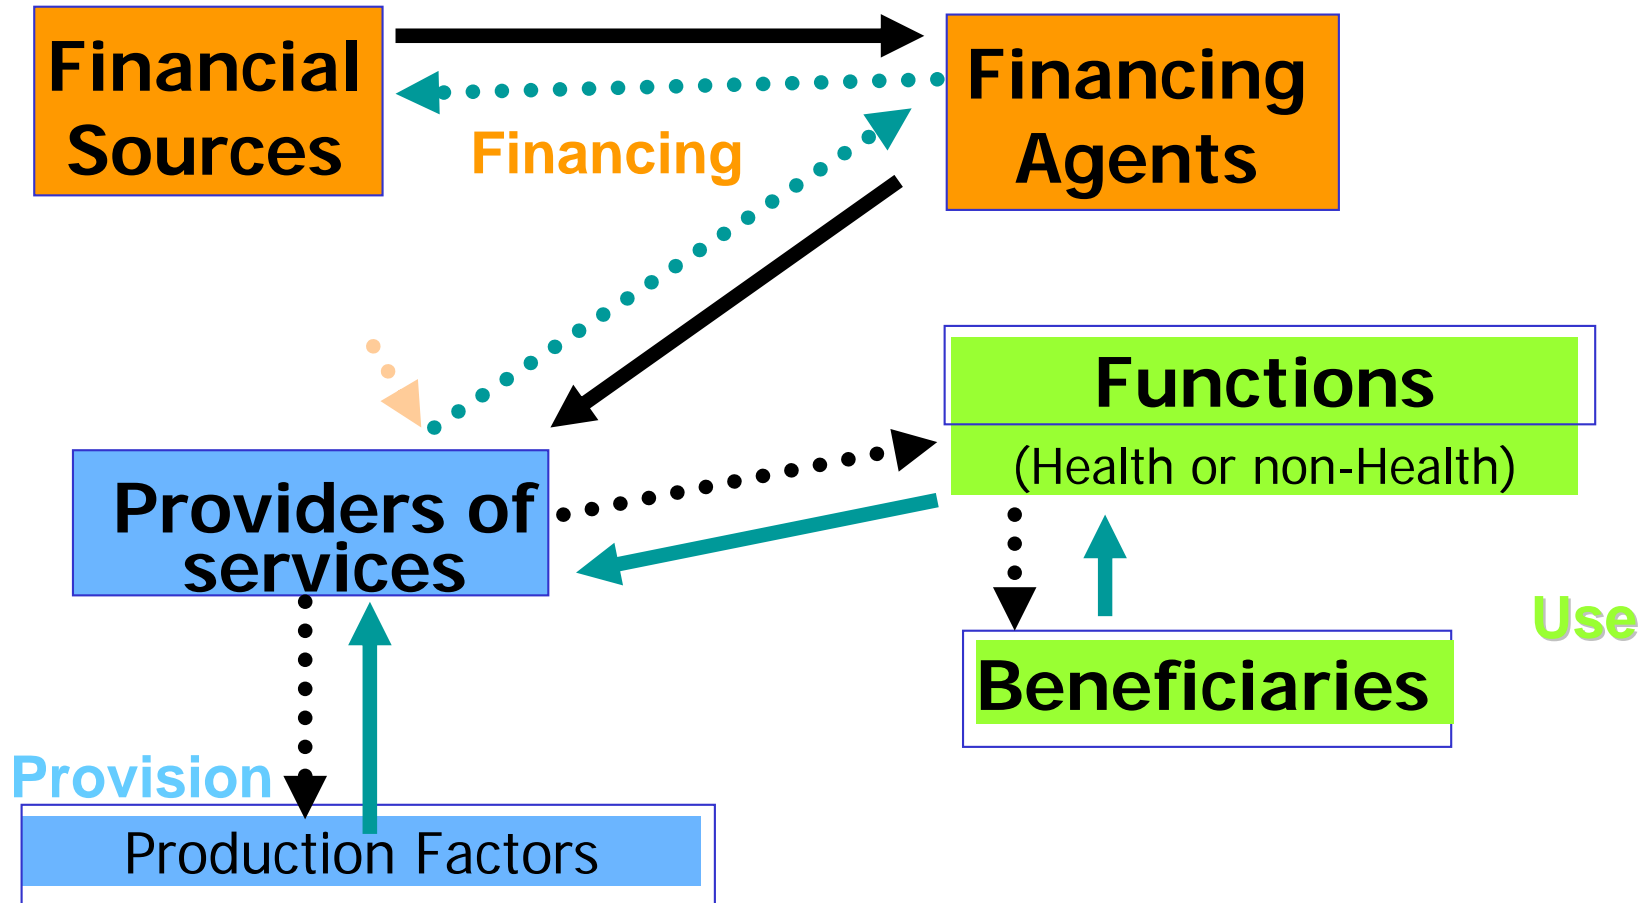 Financial
Sources
Financing
Agents
Financing
Functions
(Health or non-Health)
Providers of
services
Use
Beneficiaries
Provision
Production Factors